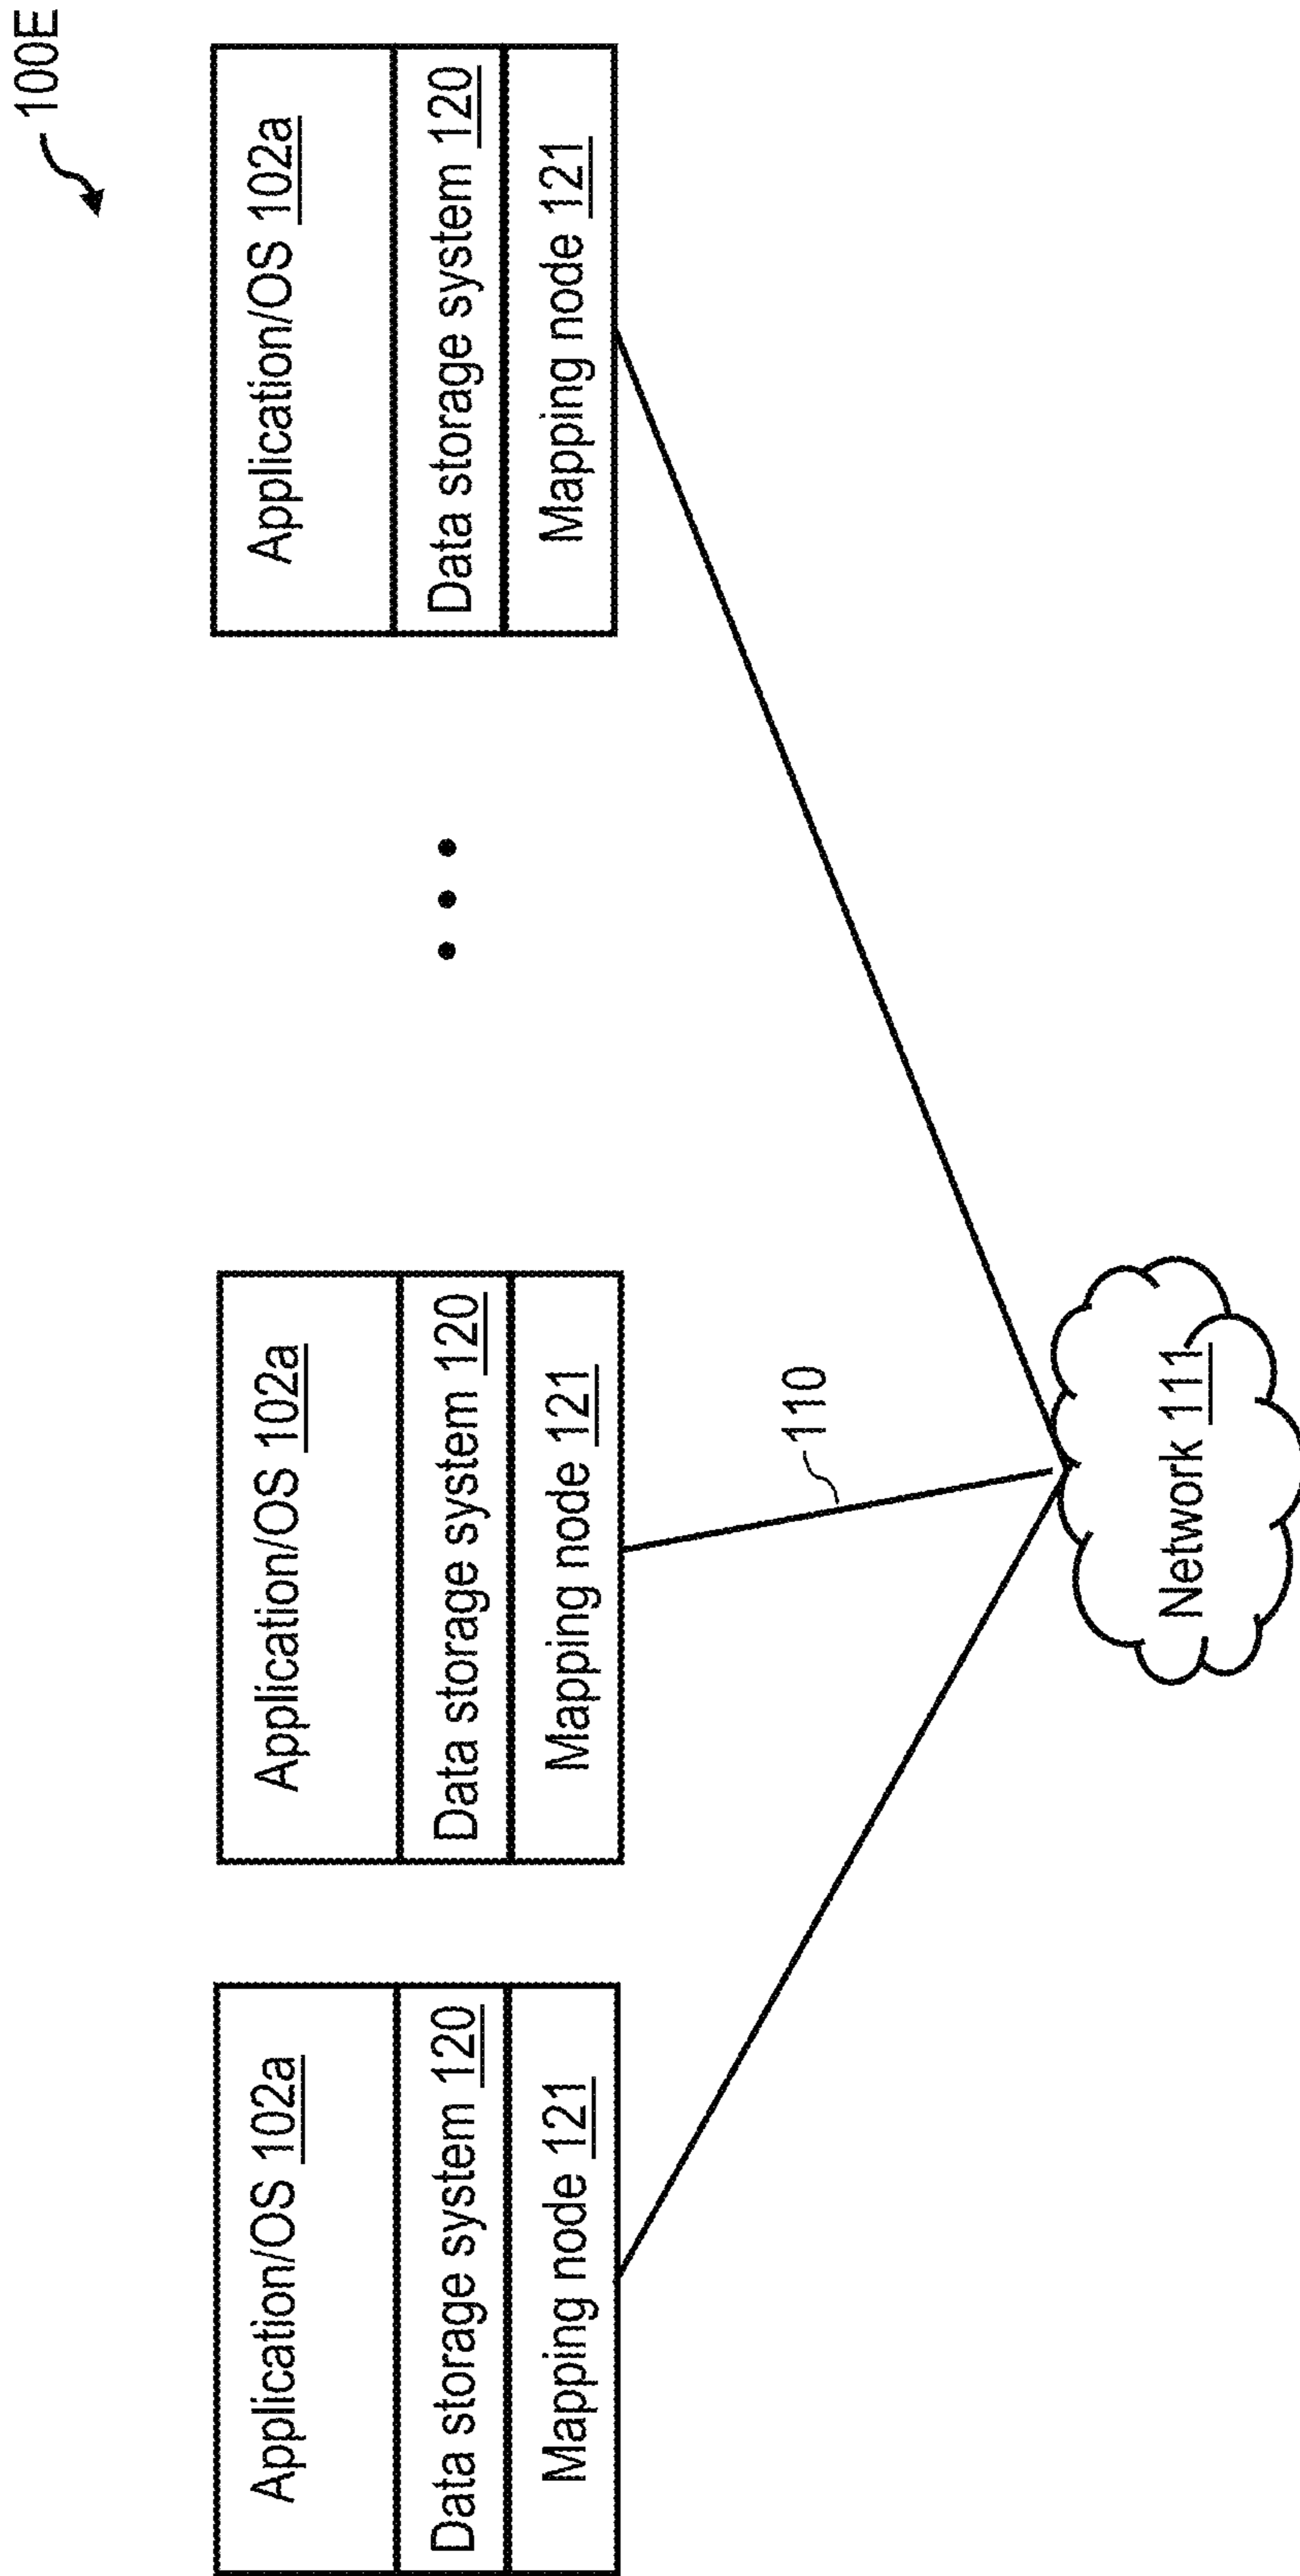 100E
Application/OS 102a
Data storage system 120
Mapping node 121
Application/OS 102a
Data storage system 120
Mapping node 121
Application/OS 102a
Data storage system 120
Mapping node 121
110
Network 111